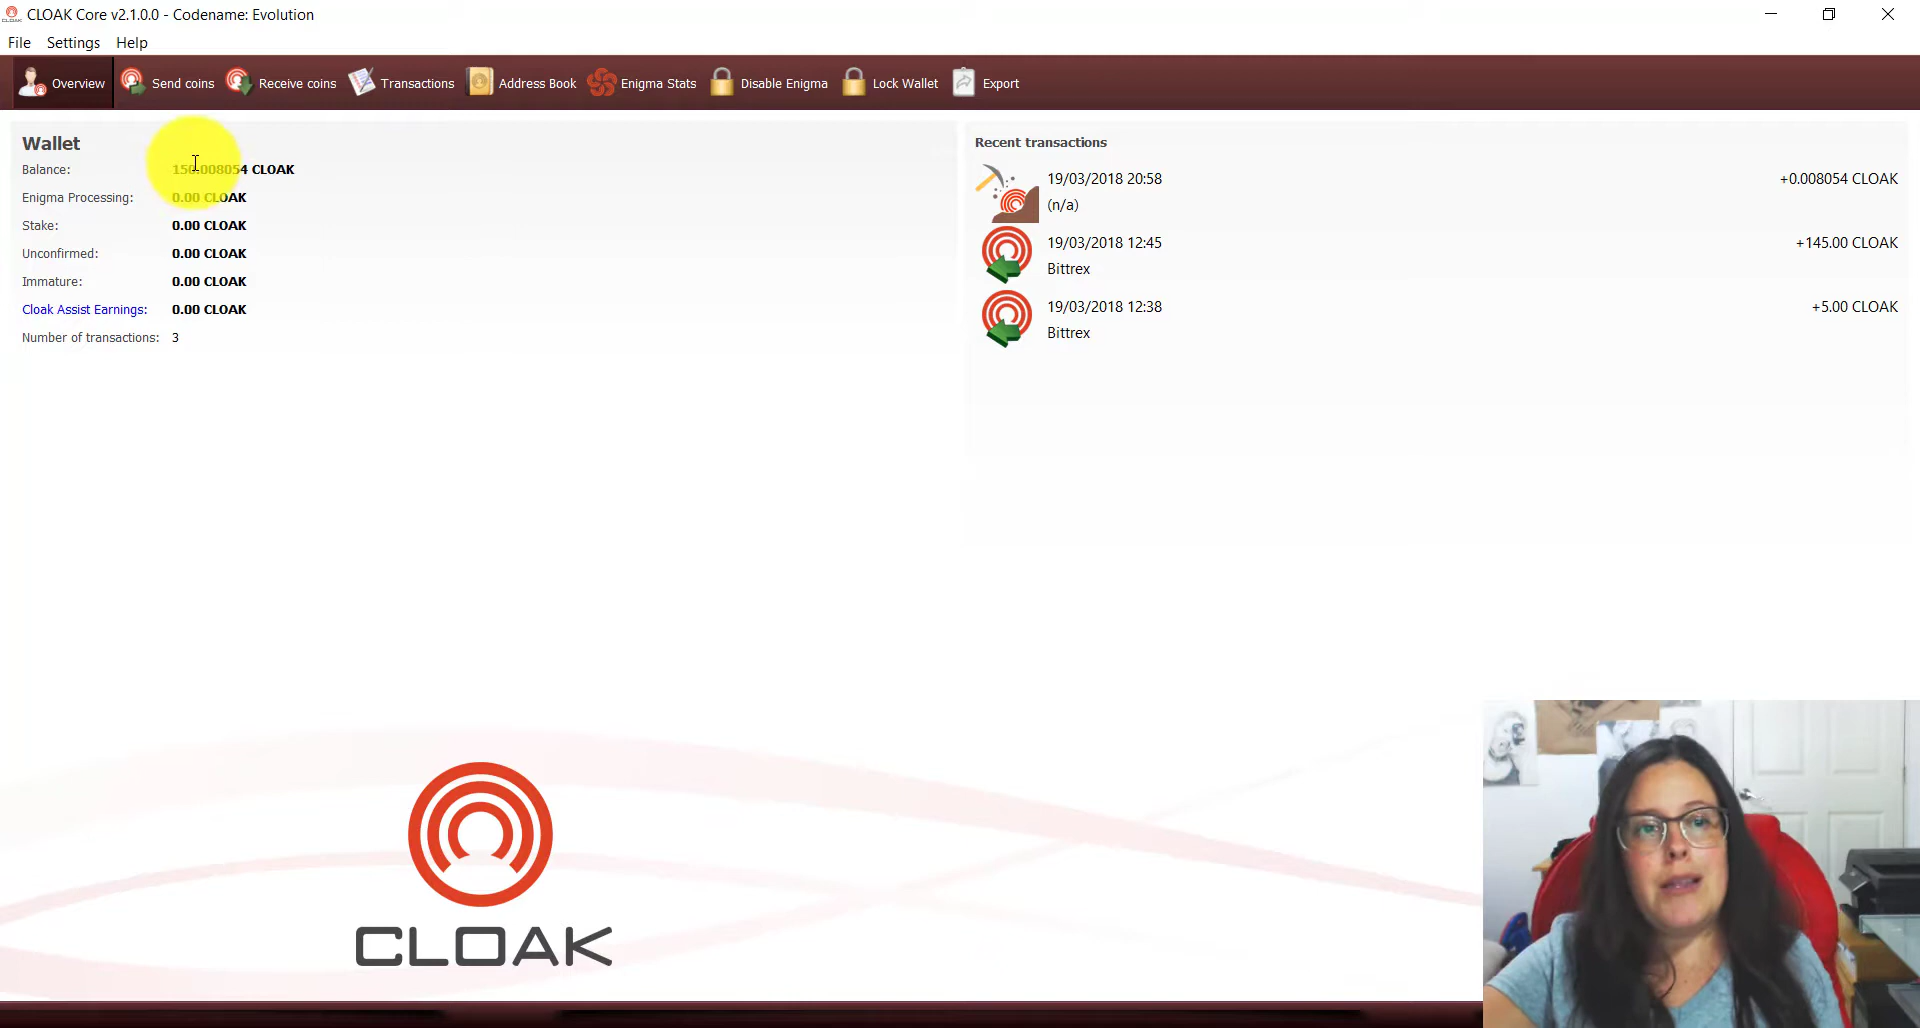 CLOAK Core v2.1.0.0 - Codename: Evolution
File Settings Help
Overview Send coins Receive coins Transactions Address Book Enigma Stats Disable Enigma Lock Wallet Export
Wallet
Balance: 150.008054 CLOAK
Enigma Processing: 0.00 CLOAK
Stake: 0.00 CLOAK
Unconfirmed: 0.00 CLOAK
Immature: 0.00 CLOAK
Cloak Assist Earnings: 0.00 CLOAK
Number of transactions: 3
Recent transactions
19/03/2018 20:58 +0.008054 CLOAK
(n/a)
19/03/2018 12:45 +145.00 CLOAK
Bittrex
19/03/2018 12:38 +5.00 CLOAK
Bittrex
CLOAK